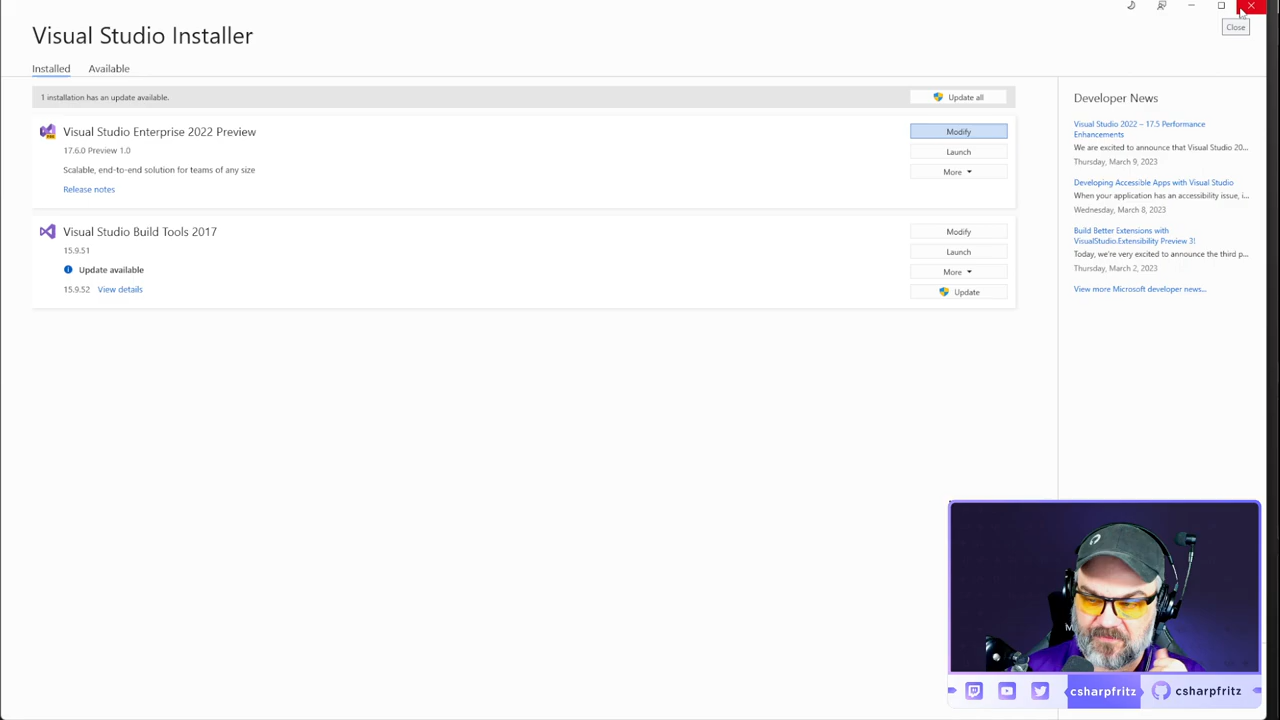 Close
Visual Studio Installer
Installed Available
1 installation has an update available. Update all
Visual Studio Enterprise 2022 Preview
17.6.0 Preview 1.0
Scalable, end-to-end solution for teams of any size
Release notes
Modify
Launch
More
Visual Studio Build Tools 2017
15.9.51
Update available
15.9.52 View details
Modify
Launch
More
Update
Developer News
Visual Studio 2022 – 17.5 Performance
Enhancements
We are excited to announce that Visual Studio 20...
Thursday, March 9, 2023
Developing Accessible Apps with Visual Studio
When your application has an accessibility issue, i...
Wednesday, March 8, 2023
Build Better Extensions with
VisualStudio.Extensibility Preview 3!
Today, we're very excited to announce the third p...
Thursday, March 2, 2023
View more Microsoft developer news...
csharpfritz csharpfritz